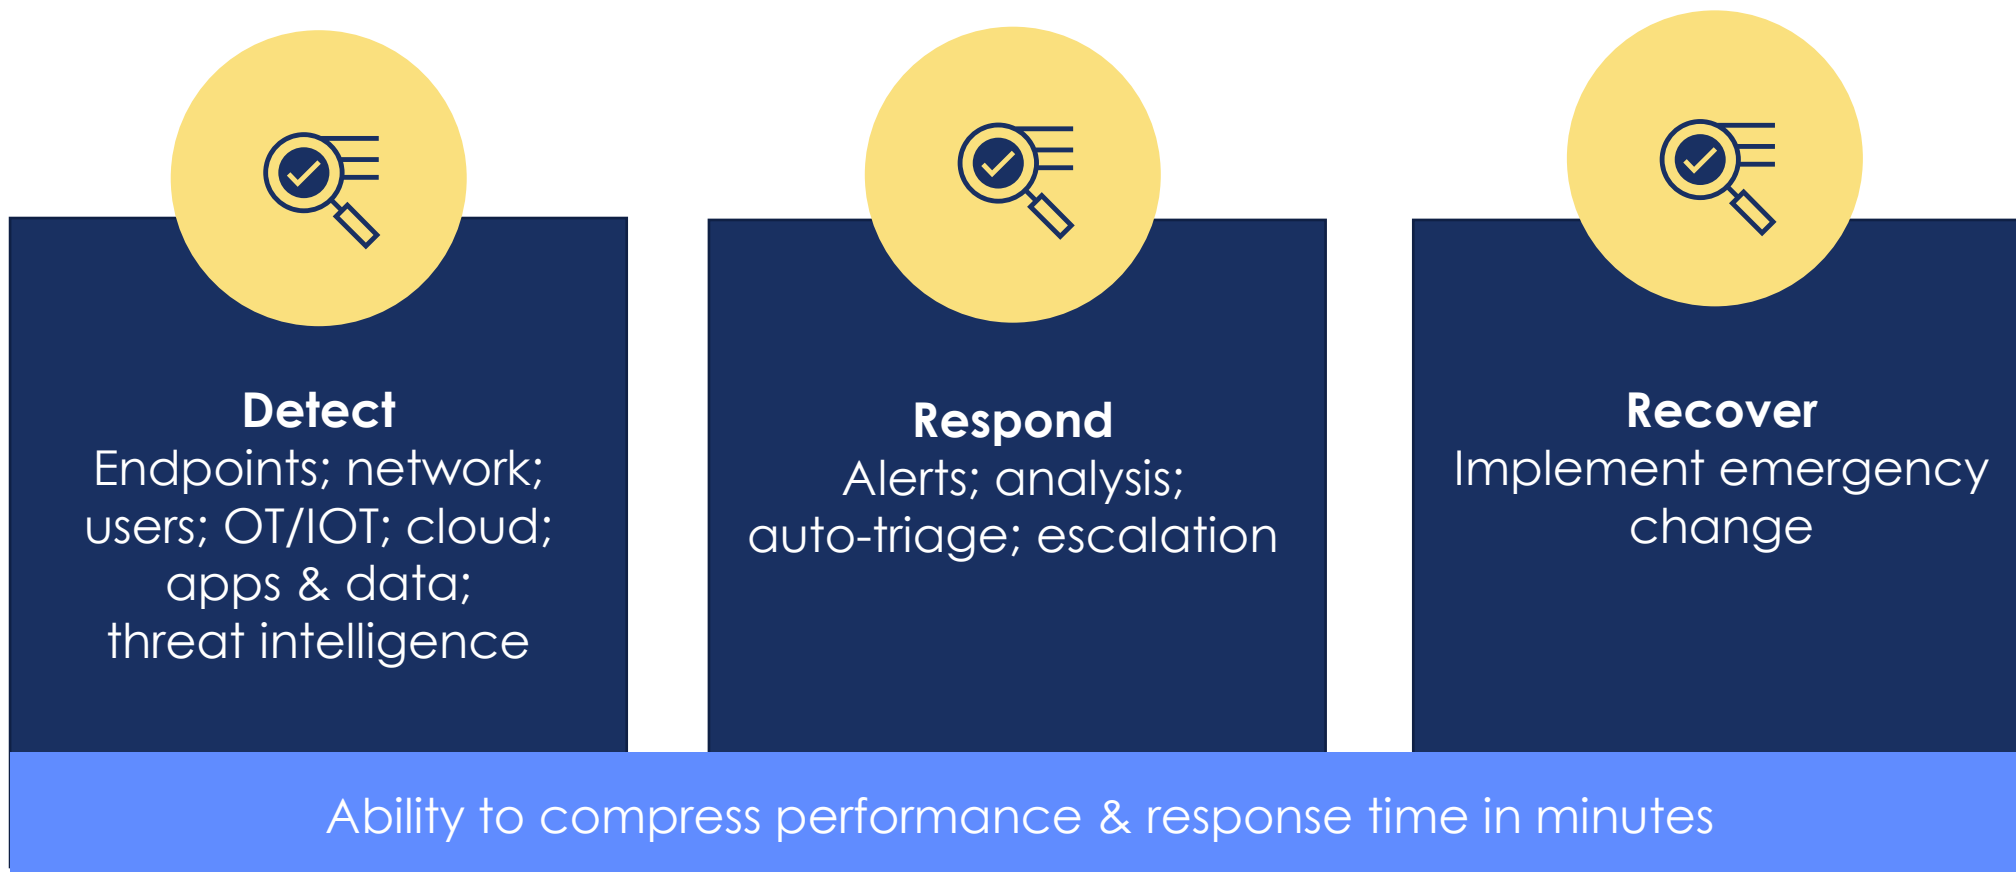 Detect
Endpoints; network;
users; OT/IOT; cloud;
apps & data;
threat intelligence
Respond
Alerts; analysis;
auto-triage; escalation
Recover
Implement emergency
change
Ability to compress performance & response time in minutes